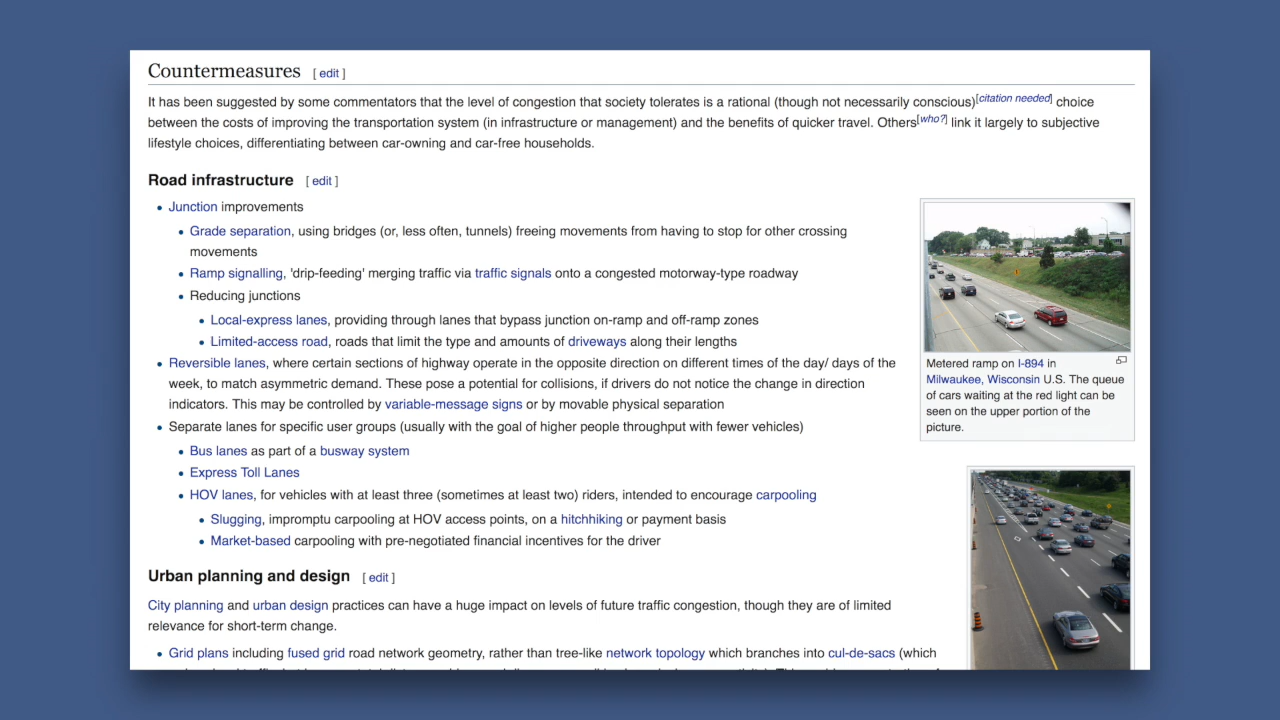 Countermeasures [ edit ]
It has been suggested by some commentators that the level of congestion that society tolerates is a rational (though not necessarily conscious)[citation needed] choice
between the costs of improving the transportation system (in infrastructure or management) and the benefits of quicker travel. Others[who?] link it largely to subjective
lifestyle choices, differentiating between car-owning and car-free households.
Road infrastructure [ edit ]
• Junction improvements
• Grade separation, using bridges (or, less often, tunnels) freeing movements from having to stop for other crossing
movements
• Ramp signalling, 'drip-feeding' merging traffic via traffic signals onto a congested motorway-type roadway
• Reducing junctions
• Local-express lanes, providing through lanes that bypass junction on-ramp and off-ramp zones
• Limited-access road, roads that limit the type and amounts of driveways along their lengths
• Reversible lanes, where certain sections of highway operate in the opposite direction on different times of the day/ days of the
week, to match asymmetric demand. These pose a potential for collisions, if drivers do not notice the change in direction
indicators. This may be controlled by variable-message signs or by movable physical separation
• Separate lanes for specific user groups (usually with the goal of higher people throughput with fewer vehicles)
• Bus lanes as part of a busway system
• Express Toll Lanes
• HOV lanes, for vehicles with at least three (sometimes at least two) riders, intended to encourage carpooling
• Slugging, impromptu carpooling at HOV access points, on a hitchhiking or payment basis
• Market-based carpooling with pre-negotiated financial incentives for the driver
Metered ramp on I-894 in
Milwaukee, Wisconsin U.S. The queue
of cars waiting at the red light can be
seen on the upper portion of the
picture.
Urban planning and design [ edit ]
City planning and urban design practices can have a huge impact on levels of future traffic congestion, though they are of limited
relevance for short-term change.
• Grid plans including fused grid road network geometry, rather than tree-like network topology which branches into cul-de-sacs (which